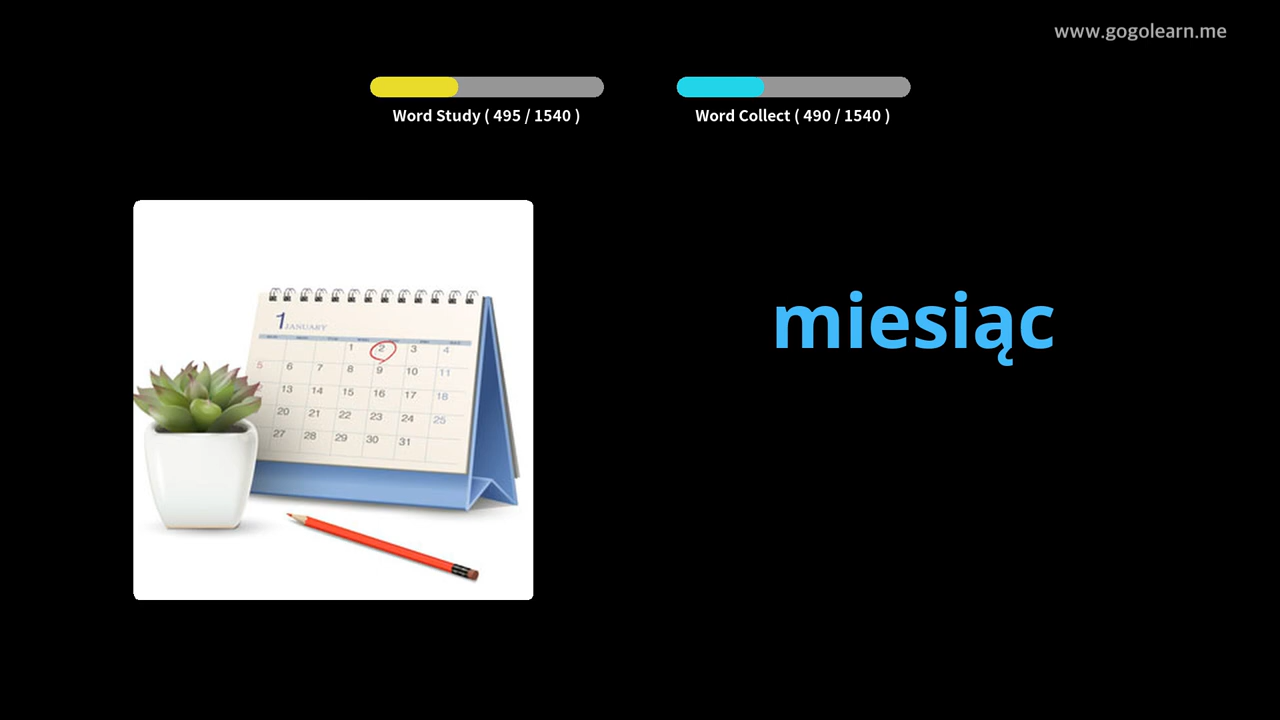 www.gogolearn.me
Word Study ( 495 / 1540 )
Word Collect ( 490 / 1540 )
miesiąc
1 JANUARY
1 2 3 4
5 6 7 8 9 10 11
13 14 15 16 17 18
20 21 22 23 24 25
27 28 29 30 31